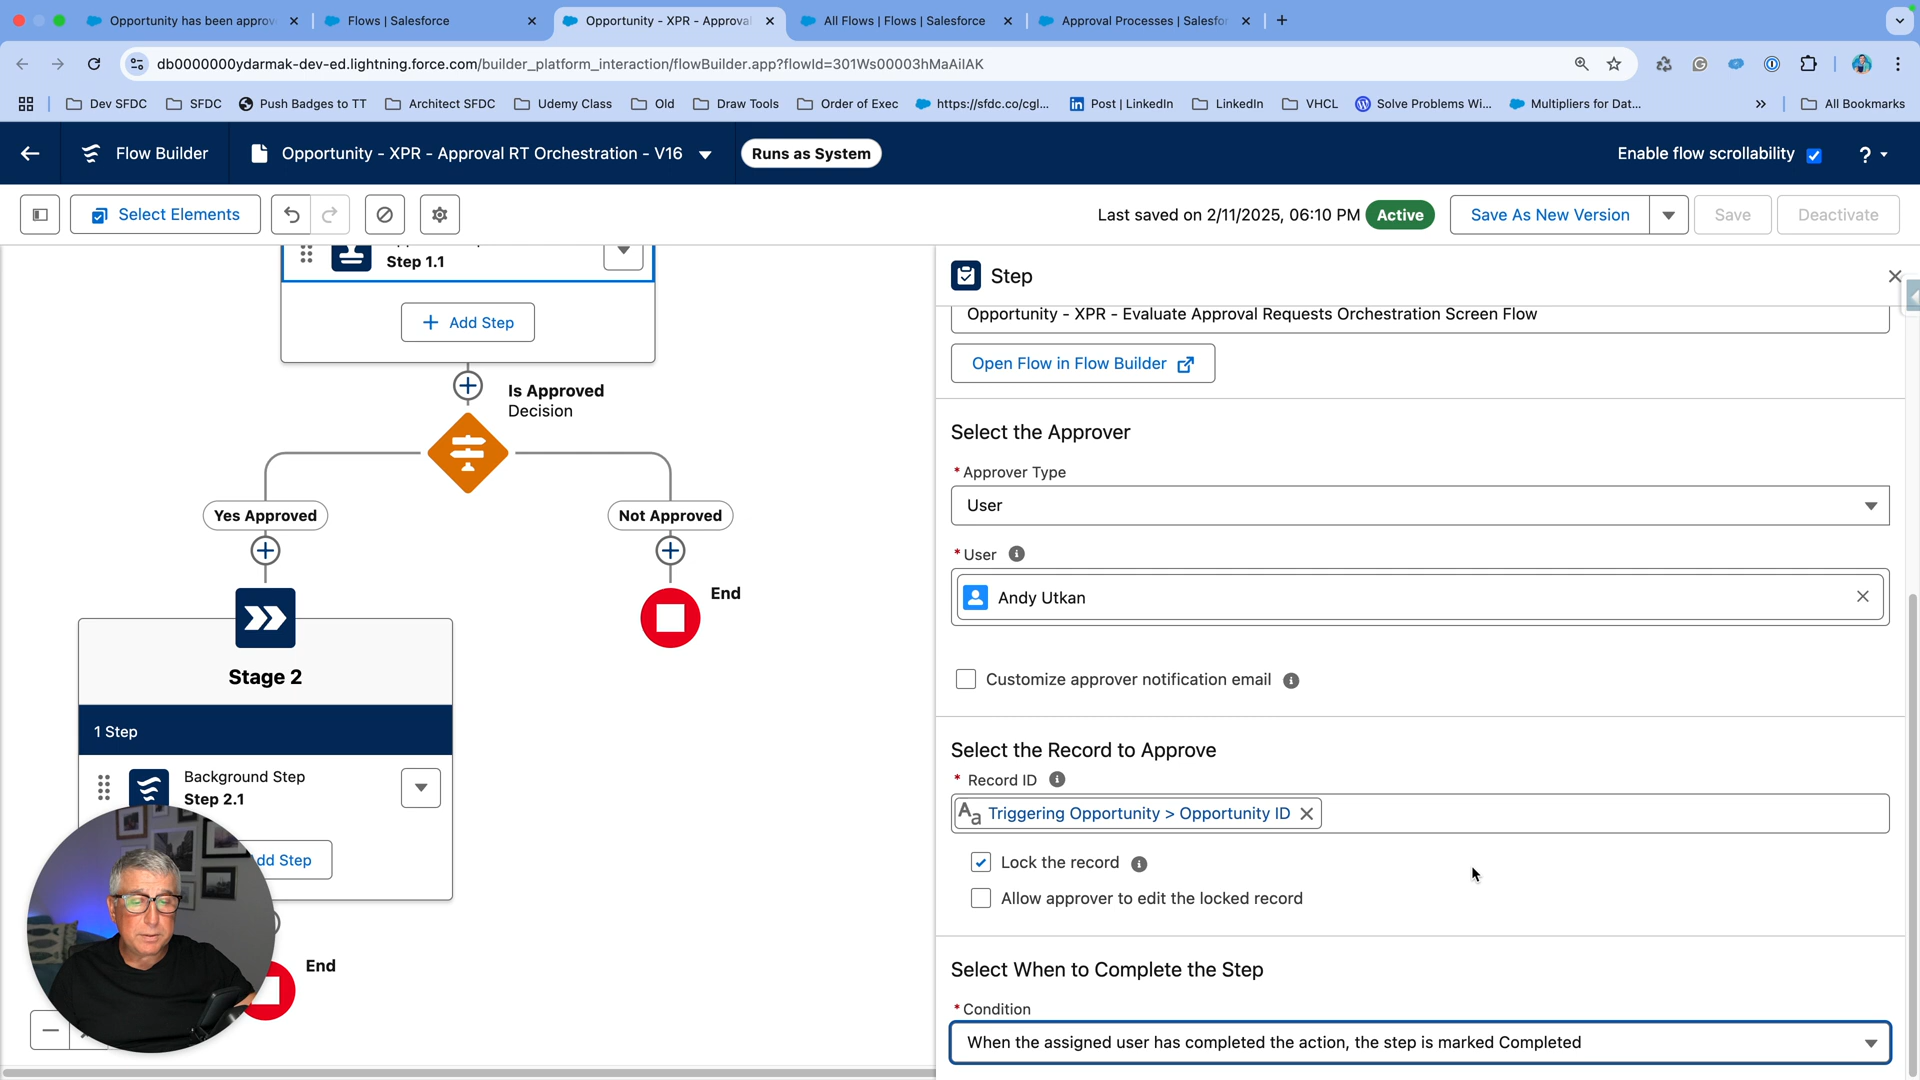 Opportunity has been approv
Flows | Salesforce
Opportunity - XPR - Approva
All Flows | Flows | Salesforce
Approval Processes | Salesfor
db0000000ydarmak-dev-ed.lightning.force.com/builder_platform_interaction/flowBuilder.app?flowId=301Ws00003hMaAiIAK
Dev SFDC
SFDC
Push Badges to TT
Architect SFDC
Udemy Class
Old
Draw Tools
Order of Exec
https://sfdc.co/cgl...
Post | LinkedIn
LinkedIn
VHCL
Solve Problems Wi...
Multipliers for Dat...
All Bookmarks
Flow Builder
Opportunity - XPR - Approval RT Orchestration - V16
Runs as System
Enable flow scrollability
Select Elements
Last saved on 2/11/2025, 06:10 PM
Active
Save As New Version
Save
Deactivate
Step 1.1
Add Step
Is Approved
Decision
Yes Approved
Not Approved
End
Stage 2
1 Step
Background Step
Step 2.1
dd Step
End
Step
Opportunity - XPR - Evaluate Approval Requests Orchestration Screen Flow
Open Flow in Flow Builder
Select the Approver
* Approver Type
User
* User
Andy Utkan
Customize approver notification email
Select the Record to Approve
* Record ID
Triggering Opportunity > Opportunity ID
Lock the record
Allow approver to edit the locked record
Select When to Complete the Step
* Condition
When the assigned user has completed the action, the step is marked Completed